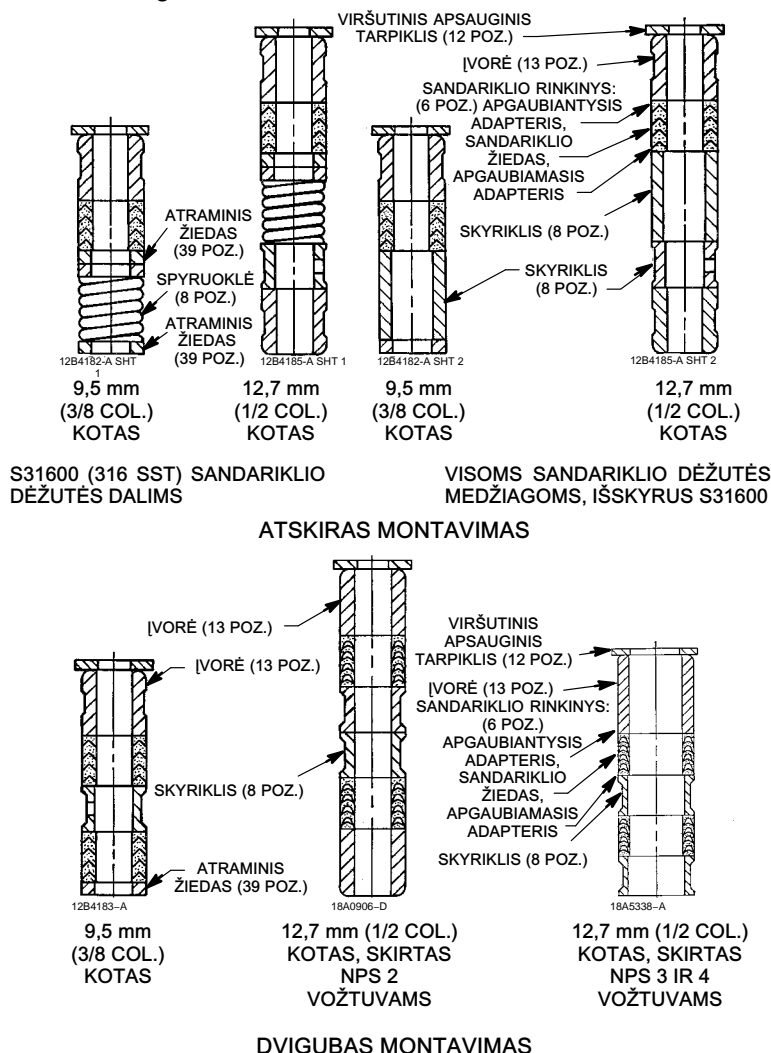 VIRŠUTINIS APSAUGINIS
TARPIKLIS (12 POZ.)
ĮVORĖ (13 POZ.)
SANDARIKLIO RINKINYS:
(6 POZ.) APGAUBIANTYSIS
ADAPTERIS,
SANDARIKLIO
ŽIEDAS,
APGAUBIAMASIS
ADAPTERIS
SKYRIKLIS (8 POZ.)
SKYRIKLIS
(8 POZ.)
ATRAMINIS
ŽIEDAS
(39 POZ.)
SPYRUOKLĖ
(8 POZ.)
ATRAMINIS
ŽIEDAS
(39 POZ.)
12B4182-A SHT
1
12B4185-A SHT 1
12B4182-A SHT 2
12B4185-A SHT 2
9,5 mm
(3/8 COL.)
KOTAS
12,7 mm
(1/2 COL.)
KOTAS
9,5 mm
(3/8 COL.)
KOTAS
12,7 mm
(1/2 COL.)
KOTAS
S31600 (316 SST) SANDARIKLIO
DĖŽUTĖS DALIMS
VISOMS SANDARIKLIO DĖŽUTĖS
MEDŽIAGOMS, IŠSKYRUS S31600
ATSKIRAS MONTAVIMAS
ĮVORĖ (13 POZ.)
ĮVORĖ (13 POZ.)
SKYRIKLIS (8 POZ.)
ATRAMINIS
ŽIEDAS (39 POZ.)
VIRŠUTINIS
APSAUGINIS
TARPIKLIS (12 POZ.)
ĮVORĖ (13 POZ.)
SANDARIKLIO RINKINYS:
(6 POZ.)
APGAUBIANTYSIS
ADAPTERIS,
SANDARIKLIO
ŽIEDAS,
APGAUBIAMASIS
ADAPTERIS
SKYRIKLIS (8 POZ.)
12B4183–A
18A0906–D
18A5338–A
9,5 mm
(3/8 COL.)
KOTAS
12,7 mm (1/2 COL.)
KOTAS, SKIRTAS
NPS 2
VOŽTUVAMS
12,7 mm (1/2 COL.)
KOTAS, SKIRTAS
NPS 3 IR 4
VOŽTUVAMS
DVIGUBAS MONTAVIMAS